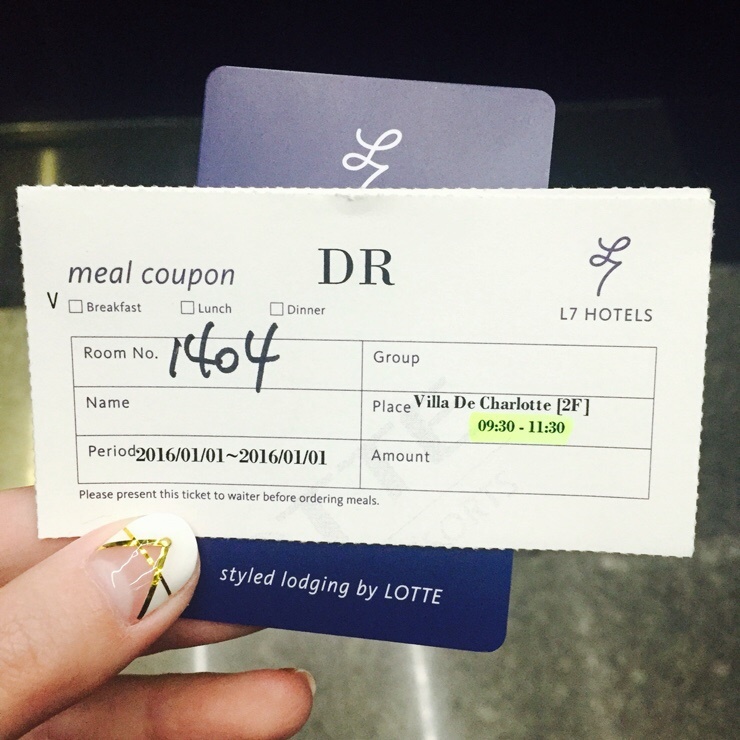 L7
meal coupon
DR
L7
L7 HOTELS
V
Breakfast
Lunch
Dinner
Room No. 1404
Group
Name
Place Villa De Charlotte [2F]
09:30 - 11:30
Period 2016/01/01~2016/01/01
Amount
Please present this ticket to waiter before ordering meals.
styled lodging by LOTTE